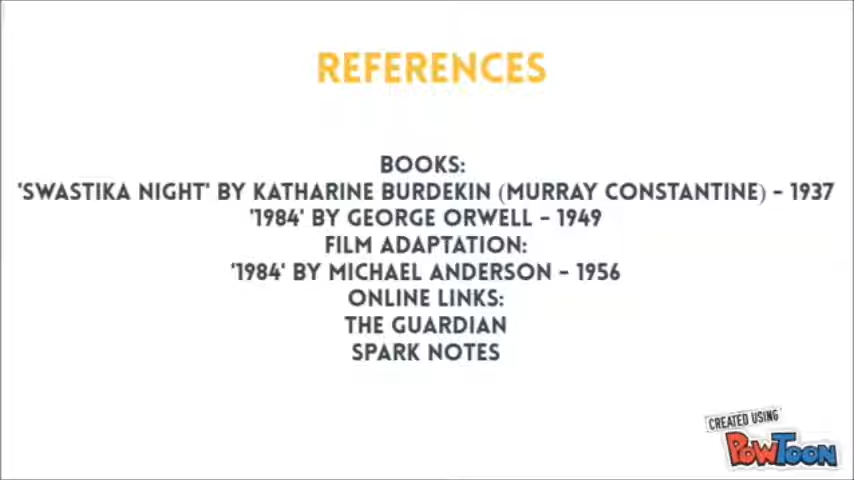 REFERENCES
BOOKS:
'SWASTIKA NIGHT' BY KATHARINE BURDEKIN (MURRAY CONSTANTINE) - 1937
'1984' BY GEORGE ORWELL - 1949
FILM ADAPTATION:
'1984' BY MICHAEL ANDERSON - 1956
ONLINE LINKS:
THE GUARDIAN
SPARK NOTES
CREATED USING
POWTOON